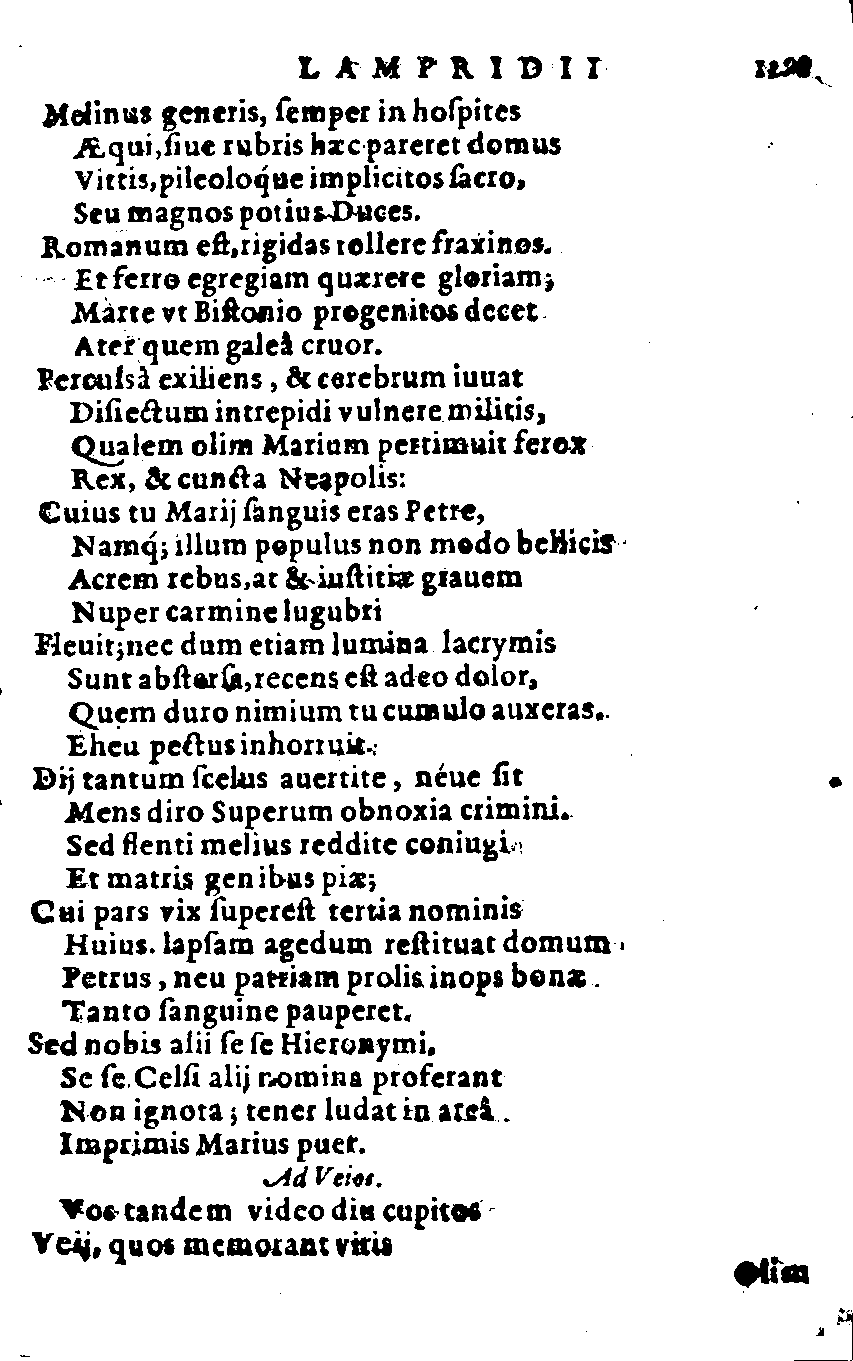 LAMPRIDII
Melinus generis, ſemper in hoſpites
Æqui, ſiue rubris hæc pareret domus
Vittis, pileoloq́ue implicitos ſacro,
Seu magnos potius Duces.
Romanum eſt, rigidas tollere fraxinos.
Et ferro egregiam quærere gloriam;
Màrte vt Biſtonio progenitos decet
Ater quem galeâ cruor.
Percuſsà exiliens, & cerebrum iuuat
Diſiectum intrepidi vulnere militis,
Qualem olim Marium pertimuit ferox
Rex, & cuncta Neapolis:
Cuius tu Marij ſanguis eras Petre,
Namq́; illum populus non modo bellicis
Acrem rebus, at & iuſtitiæ grauem
Nuper carmine lugubri
Fleuit; nec dum etiam lumina lacrymis
Sunt abſterſa, recens eſt adeo dolor,
Quem duro nimium tu cumulo auxeras.
Eheu pectus inhorruit.
Dij tantum ſcelus auertite, néue ſit
Mens diro Superum obnoxia crimini.
Sed flenti melius reddite coniugi
Et matris genibus piæ;
Cui pars vix ſupereſt tertia nominis
Huius. lapſam agedum reſtituat domum
Petrus, neu patriam prolis inops bonæ.
Tanto ſanguine pauperet.
Sed nobis alii ſe ſe Hieronymi,
Se ſe Celſi alij nomina proferant
Non ignota; tener ludat in areâ.
Imprimis Marius puer.
Ad Veios.
Vos tandem video diu cupitos
Veij, quos memorant viris
Olim